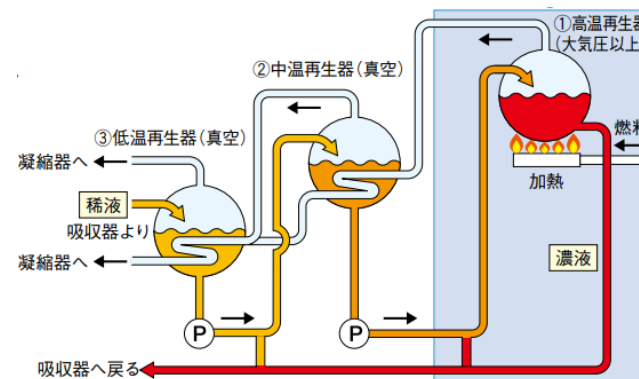 ①高温再生
(大気圧以上
②中温再生器(真空)
③低温再生器(真空)
燃料
加熱
凝縮器へ
稀液
吸収器より
凝縮器へ
濃液
P
P
吸収器へ戻る